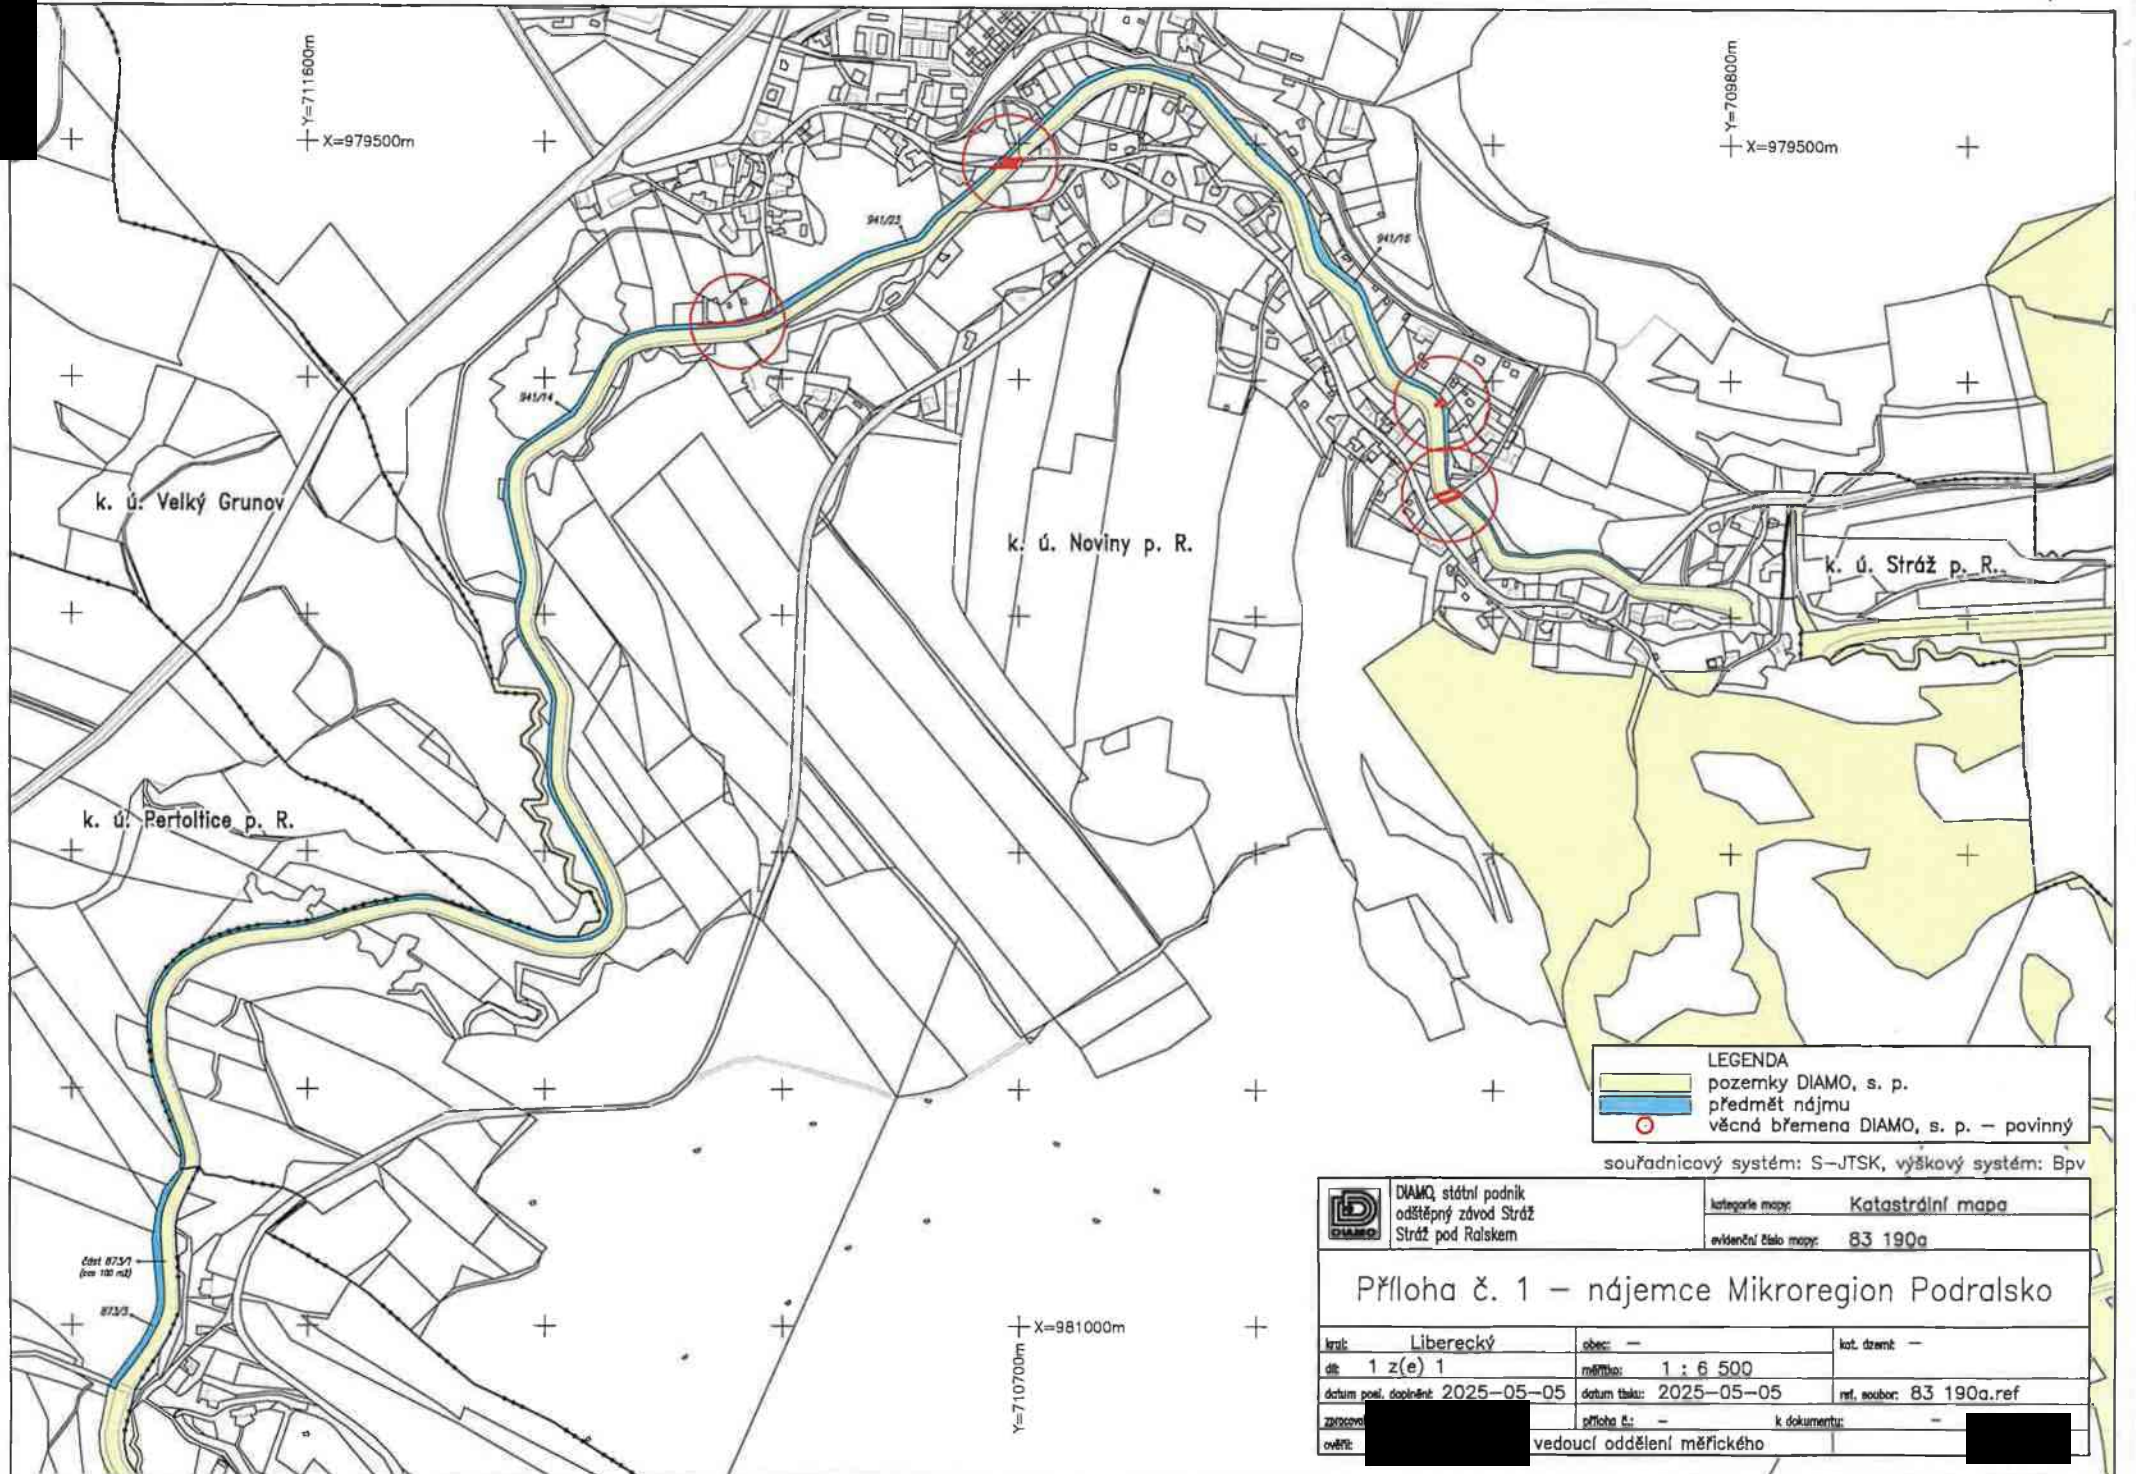 Y=711600m
X=979500m
Y=709800m
X=979500m
941/23
941/16
941/14
k. ú. Velký Grunov
k. ú. Noviny p. R.
k. ú. Stráž p. R.
k. ú. Pertoltice p. R.
část 873/1
(cca 100 m2)
873/3
X=981000m
Y=710700m
LEGENDA
pozemky DIAMO, s. p.
předmět nájmu
věcná břemena DIAMO, s. p. – povinný
souřadnicový systém: S-JTSK, výškový systém: Bpv
DIAMO
DIAMO, státní podnik
odštěpný závod Stráž
Stráž pod Ralskem
kategorie mapy: Katastrální mapa
evidenční číslo mapy: 83 190a
Příloha č. 1 – nájemce Mikroregion Podralsko
kraj: Liberecký
obec: –
kat. území: –
díl: 1 z(e) 1
měřítko: 1 : 6 500
datum posl. doplnění: 2025-05-05
datum tisku: 2025-05-05
ref. soubor: 83 190a.ref
příloha č.: –
k dokumentu: –
ověřil:
vedoucí oddělení měřického